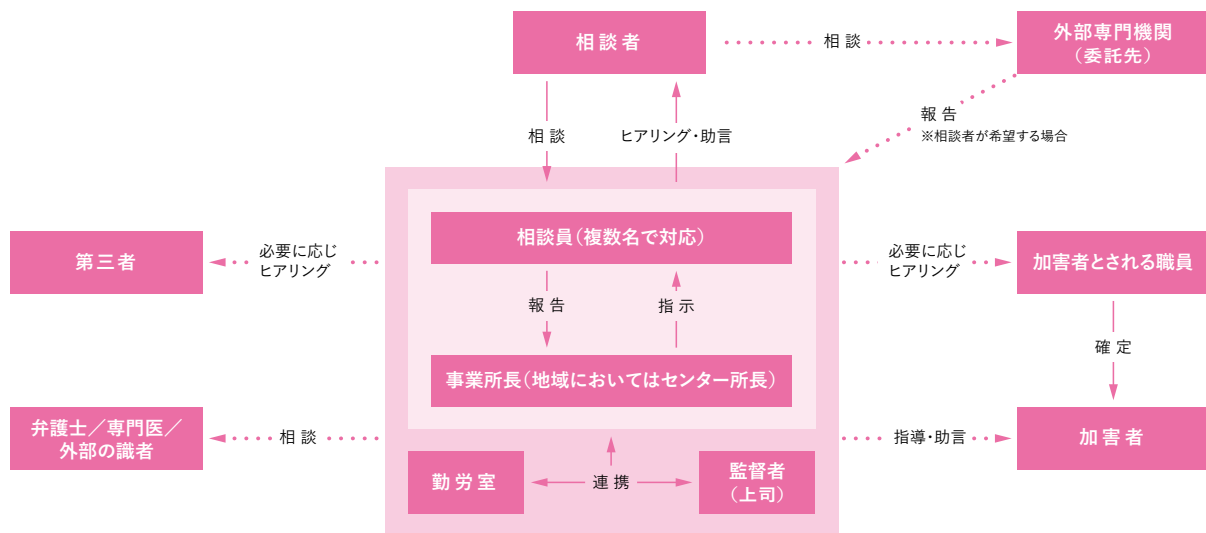 相談者
相談
外部専門機関
（委託先）
報告
※相談者が希望する場合
相談
ヒアリング・助言
相談員（複数名で対応）
第三者
必要に応じ
ヒアリング
必要に応じ
ヒアリング
加害者とされる職員
報告
指示
確定
事業所長（地域においてはセンター所長）
弁護士／専門医／
外部の識者
相談
指導・助言
加害者
勤労室
連携
監督者
（上司）